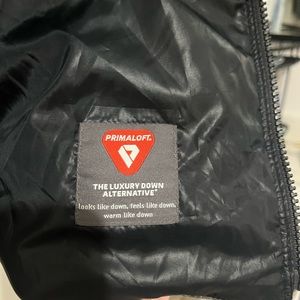 PRIMALOFT.
THE LUXURY DOWN
ALTERNATIVE®
looks like down, feels like down,
warm like down